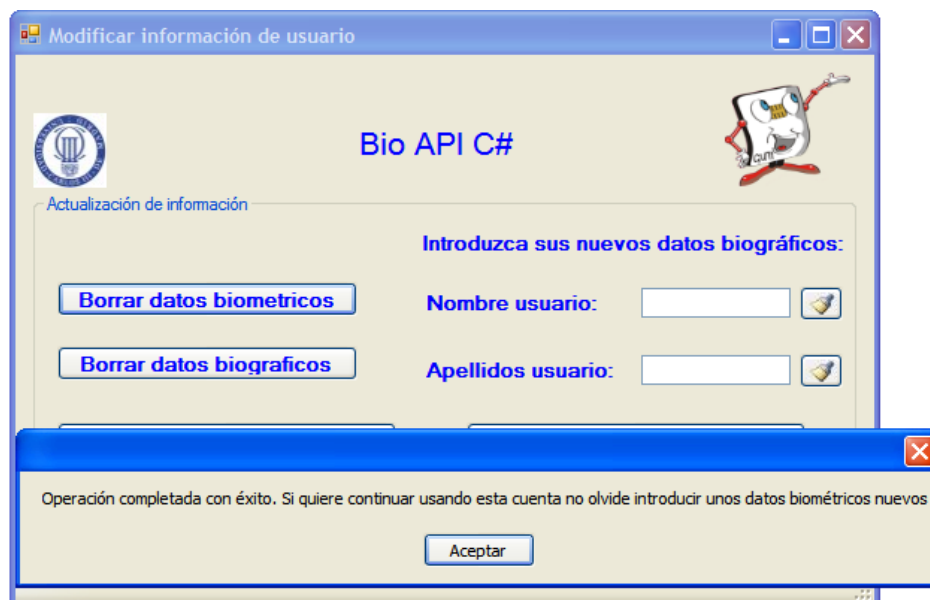 Modificar información de usuario
Bio API C#
Actualización de información
Introduzca sus nuevos datos biográficos:
Borrar datos biometricos
Nombre usuario:
Borrar datos biograficos
Apellidos usuario:
Operación completada con éxito. Si quiere continuar usando esta cuenta no olvide introducir unos datos biométricos nuevos
Aceptar